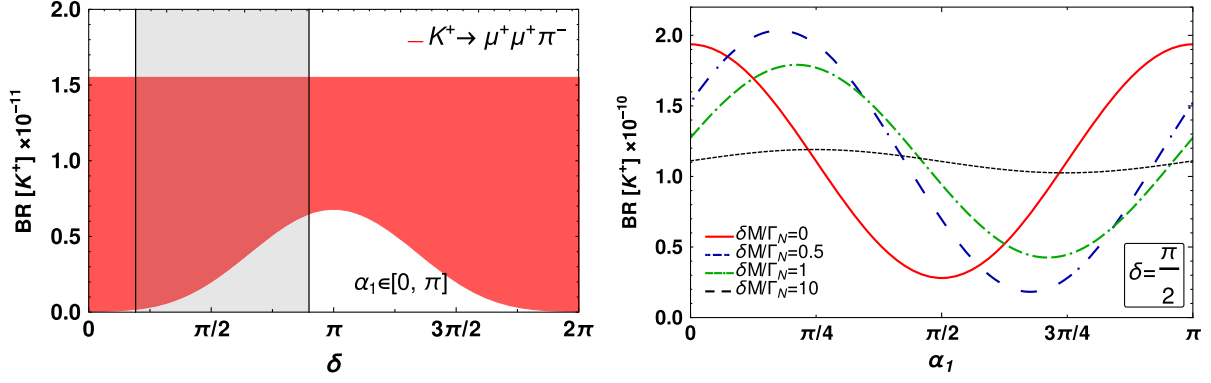 BR [K⁺] ×10⁻¹¹
2.0
1.5
1.0
0.5
0.0
K⁺→ μ⁺μ⁺π⁻
α₁∈[0, π]
0 π/2 π 3π/2 2π
δ
BR [K⁺] ×10⁻¹⁰
2.0
1.5
1.0
0.5
0.0
δM/Γ_N=0
δM/Γ_N=0.5
δM/Γ_N=1
δM/Γ_N=10
δ=π/2
0 π/4 π/2 3π/4 π
α₁